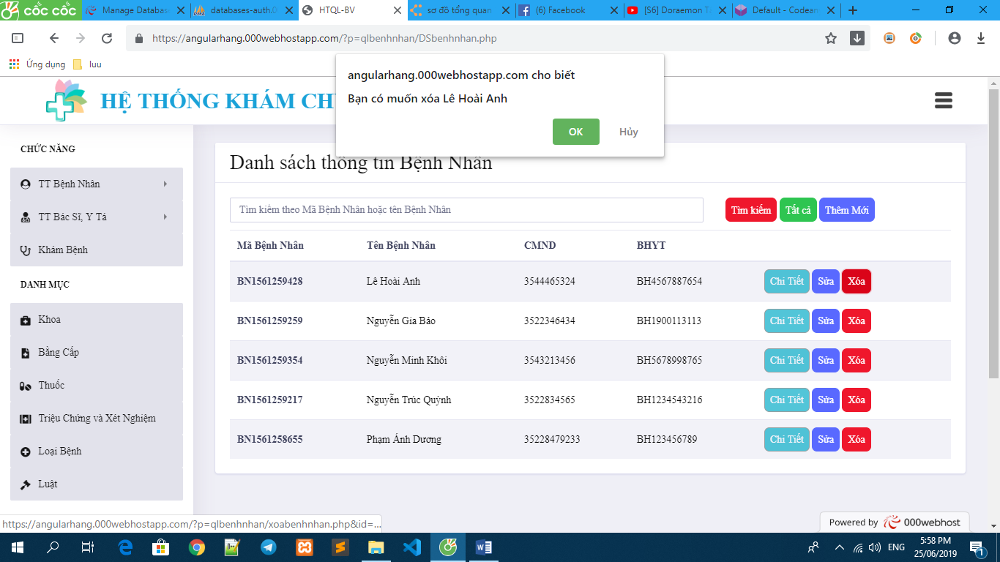 CỐC CỐC
Manage Databas
databases-auth.0
HTQL-BV
sơ đồ tổng quan
(6) Facebook
[S6] Doraemon T
Default - Codean
https://angularhang.000webhostapp.com/?p=qlbenhnhan/DSbenhnhan.php
Ứng dụng
luu
angularhang.000webhostapp.com cho biết
Bạn có muốn xóa Lê Hoài Anh
OK
Hủy
HỆ THỐNG KHÁM CH
CHỨC NĂNG
TT Bệnh Nhân
TT Bác Sĩ, Y Tá
Khám Bệnh
DANH MỤC
Khoa
Bằng Cấp
Thuốc
Triệu Chứng và Xét Nghiệm
Loại Bệnh
Luật
Danh sách thông tin Bệnh Nhân
Tìm kiếm theo Mã Bệnh Nhân hoặc tên Bệnh Nhân
Tìm kiếm Tất cả Thêm Mới
Mã Bệnh Nhân Tên Bệnh Nhân CMND BHYT
BN1561259428 Lê Hoài Anh 3544465324 BH4567887654 Chi Tiết Sửa Xóa
BN1561259259 Nguyễn Gia Bảo 3522346434 BH1900113113 Chi Tiết Sửa Xóa
BN1561259354 Nguyễn Minh Khôi 3543213456 BH5678998765 Chi Tiết Sửa Xóa
BN1561259217 Nguyễn Trúc Quỳnh 3522834565 BH1234543216 Chi Tiết Sửa Xóa
BN1561258655 Phạm Ánh Dương 35228479233 BH123456789 Chi Tiết Sửa Xóa
https://angularhang.000webhostapp.com/?p=qlbenhnhan/xoabenhnhan.php&id=...
Powered by 000webhost
ENG
5:58 PM
25/06/2019
1